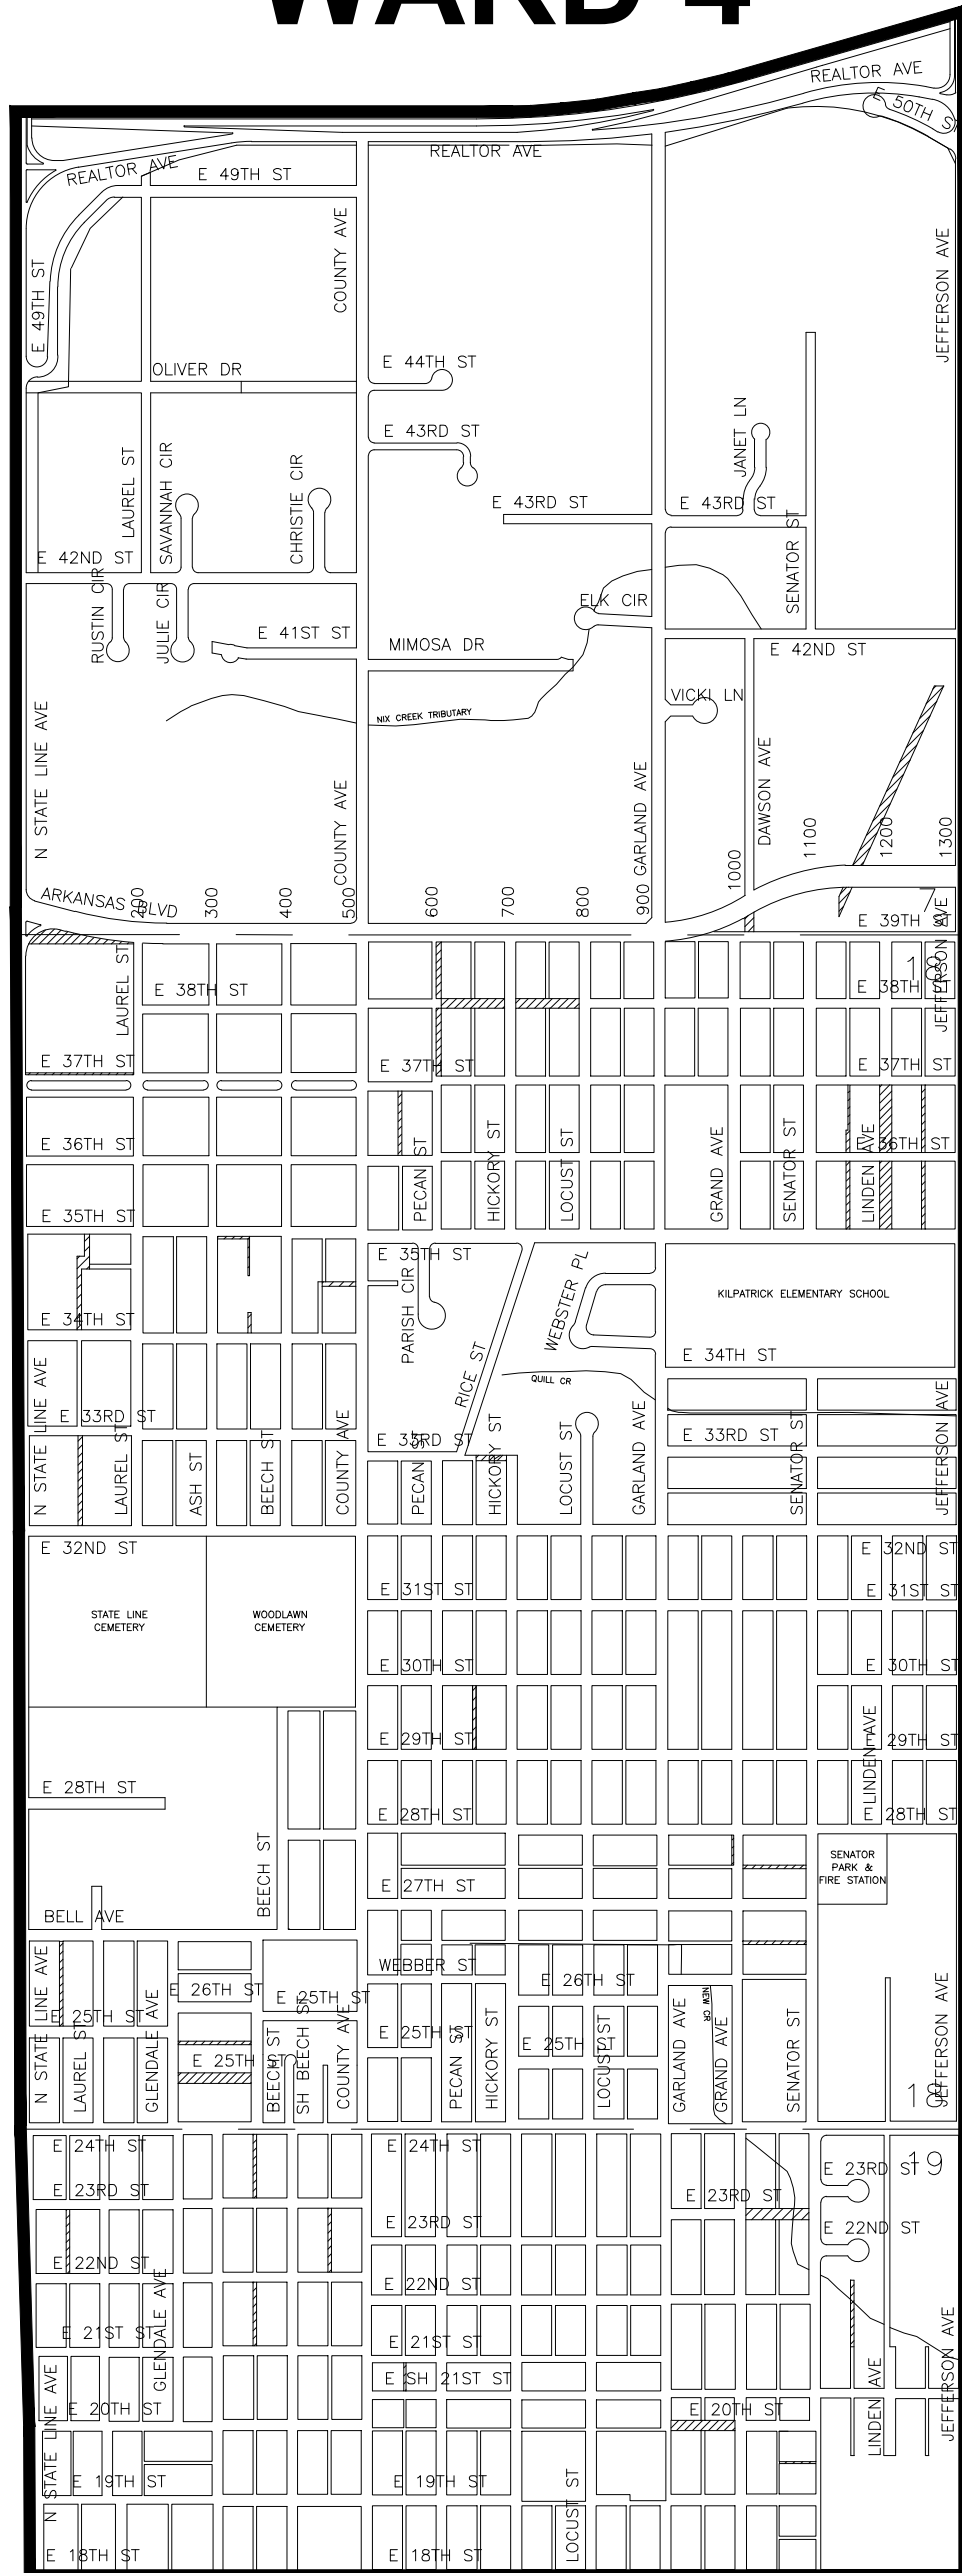 WARD 4
REALTOR AVE
E 50TH ST
REALTOR AVE
REALTOR AVE
E 49TH ST
COUNTY AVE
JEFFERSON AVE
E 49TH ST
OLIVER DR
E 44TH ST
JANET LN
E 43RD ST
LAUREL ST
SAVANNAH CIR
CHRISTIE CIR
E 43RD ST
E 43RD ST
SENATOR ST
E 42ND ST
RUSTIN CIR
JULIE CIR
ELK CIR
E 41ST ST
MIMOSA DR
E 42ND ST
VICKI LN
NIX CREEK TRIBUTARY
N STATE LINE AVE
DAWSON AVE
COUNTY AVE
GARLAND AVE
ARKANSAS BLVD
200
300
400
500
600
700
800
900
1000
1100
1200
1300
7
E 39TH ST
18
LAUREL ST
E 38TH ST
E 38TH ST
JEFFERSON AVE
E 37TH ST
E 37TH ST
E 37TH ST
E 36TH ST
PECAN ST
HICKORY ST
LOCUST ST
GRAND AVE
SENATOR ST
LINDEN AVE
E 36TH ST
E 35TH ST
E 35TH ST
PARISH CIR
WEBSTER PL
KILPATRICK ELEMENTARY SCHOOL
E 34TH ST
RICE ST
E 34TH ST
QUILL CR
N STATE LINE AVE
E 33RD ST
LAUREL ST
ASH ST
BEECH ST
COUNTY AVE
E 33RD ST
PECAN ST
HICKORY ST
LOCUST ST
GARLAND AVE
E 33RD ST
SENATOR ST
JEFFERSON AVE
E 32ND ST
E 32ND ST
STATE LINE
CEMETERY
WOODLAWN
CEMETERY
E 31ST ST
E 31ST ST
E 30TH ST
E 30TH ST
E 29TH ST
LINDEN AVE
E 29TH ST
E 28TH ST
E 28TH ST
E 28TH ST
BEECH ST
SENATOR
PARK &
FIRE STATION
E 27TH ST
BELL AVE
WEBBER ST
N STATE LINE AVE
E 26TH ST
E 26TH ST
E 25TH ST
E 25TH ST
LAUREL ST
GLENDALE AVE
E 25TH ST
BEECH ST
SH BEECH ST
COUNTY AVE
E 25TH ST
PECAN ST
HICKORY ST
E 25TH ST
LOCUST ST
GARLAND AVE
NEW CR
GRAND AVE
SENATOR ST
JEFFERSON AVE
18
E 24TH ST
E 24TH ST
19
E 23RD ST
E 23RD ST
E 23RD ST
E 23RD ST
E 22ND ST
E 22ND ST
E 22ND ST
GLENDALE AVE
E 21ST ST
E 21ST ST
E SH 21ST ST
N STATE LINE AVE
E 20TH ST
E 20TH ST
LINDEN AVE
JEFFERSON AVE
E 19TH ST
E 19TH ST
LOCUST ST
E 18TH ST
E 18TH ST